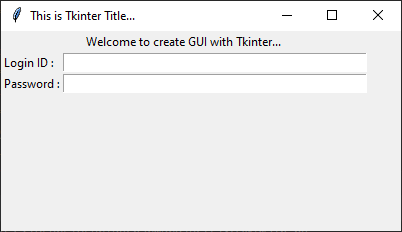 This is Tkinter Title...
Welcome to create GUI with Tkinter...
Login ID :
Password :